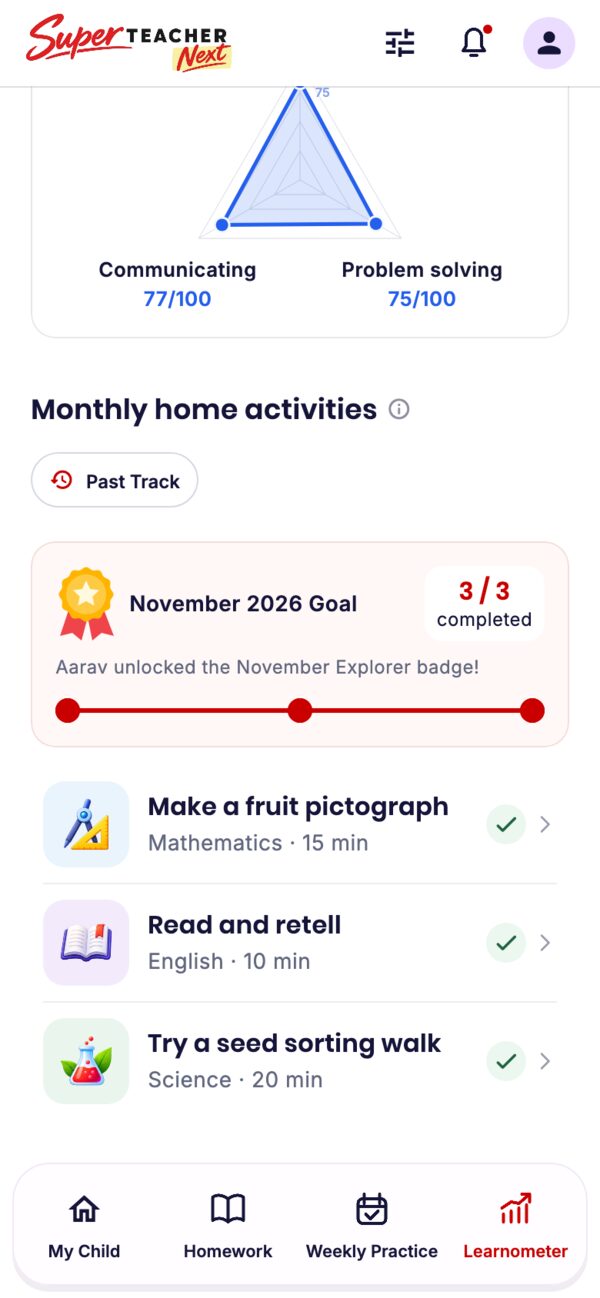 Super TEACHER
Next
75
Communicating
77/100
Problem solving
75/100
Monthly home activities
Past Track
November 2026 Goal
3 / 3
completed
Aarav unlocked the November Explorer badge!
Make a fruit pictograph
Mathematics · 15 min
Read and retell
English · 10 min
Try a seed sorting walk
Science · 20 min
My Child
Homework
Weekly Practice
Learnometer